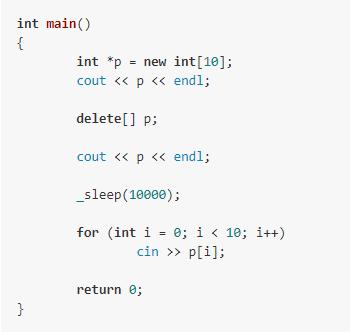 int main()
{
        int *p = new int[10];
        cout << p << endl;

        delete[] p;

        cout << p << endl;

        _sleep(10000);

        for (int i = 0; i < 10; i++)
                cin >> p[i];

        return 0;
}